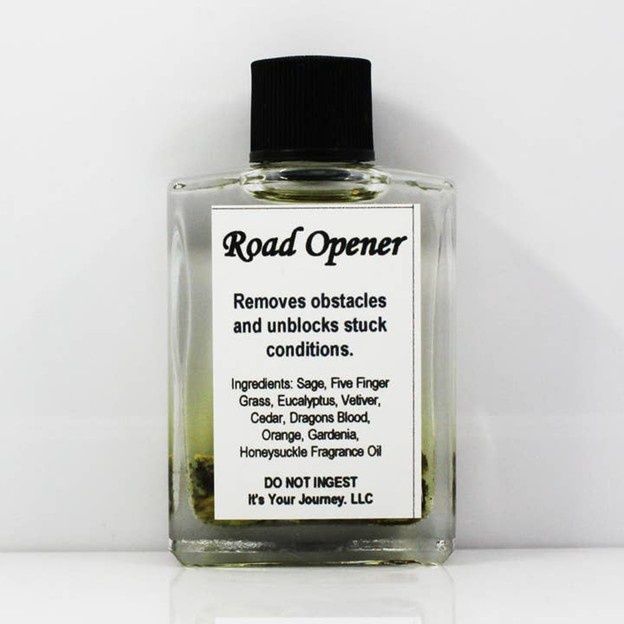 Road Opener
Removes obstacles
and unblocks stuck
conditions.
Ingredients: Sage, Five Finger
Grass, Eucalyptus, Vetiver,
Cedar, Dragons Blood,
Orange, Gardenia,
Honeysuckle Fragrance Oil
DO NOT INGEST
It's Your Journey. LLC